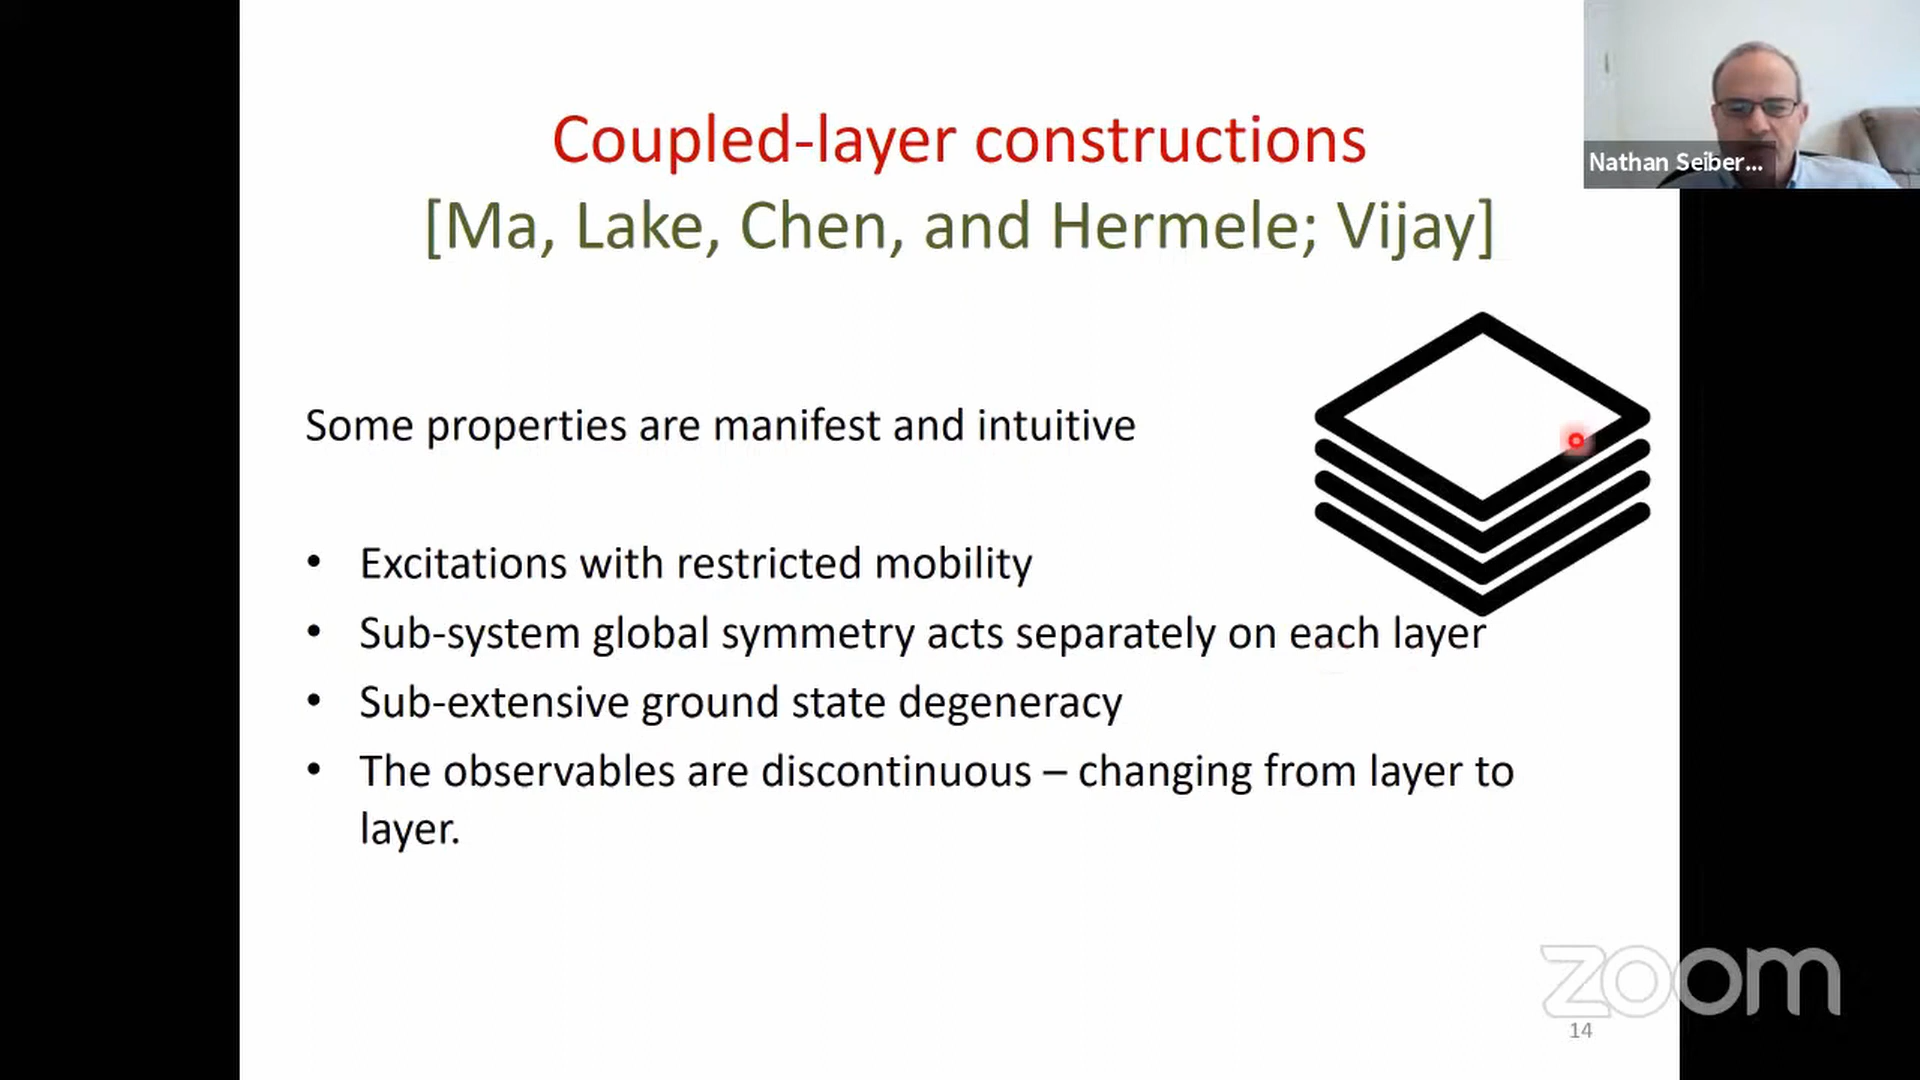 Coupled-layer constructions
[Ma, Lake, Chen, and Hermele; Vijay]
Nathan Seiber...
Some properties are manifest and intuitive
• Excitations with restricted mobility
• Sub-system global symmetry acts separately on each layer
• Sub-extensive ground state degeneracy
• The observables are discontinuous – changing from layer to
layer.
zoom
14